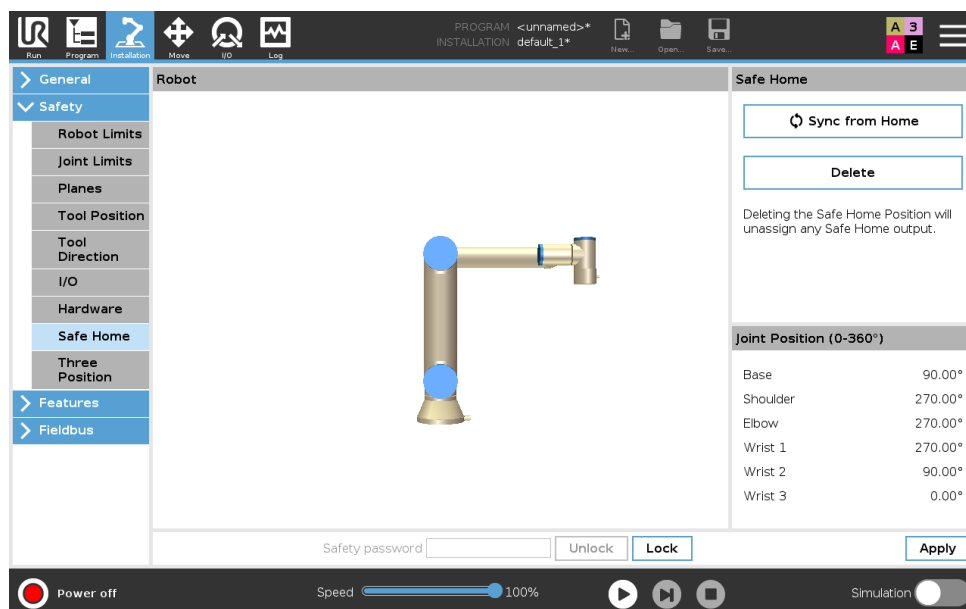 PROGRAM <unnamed>*
INSTALLATION default_1*
UR
Run
Program
Installation
Move
I/O
Log
New...
Open...
Save...
A 3
A E
General
Safety
Robot Limits
Joint Limits
Planes
Tool Position
Tool
Direction
I/O
Hardware
Safe Home
Three
Position
Features
Fieldbus
Robot
Safe Home
Sync from Home
Delete
Deleting the Safe Home Position will
unassign any Safe Home output.
Joint Position (0-360°)
Base 90.00°
Shoulder 270.00°
Elbow 270.00°
Wrist 1 270.00°
Wrist 2 90.00°
Wrist 3 0.00°
Safety password
Unlock
Lock
Apply
Power off
Speed 100%
Simulation